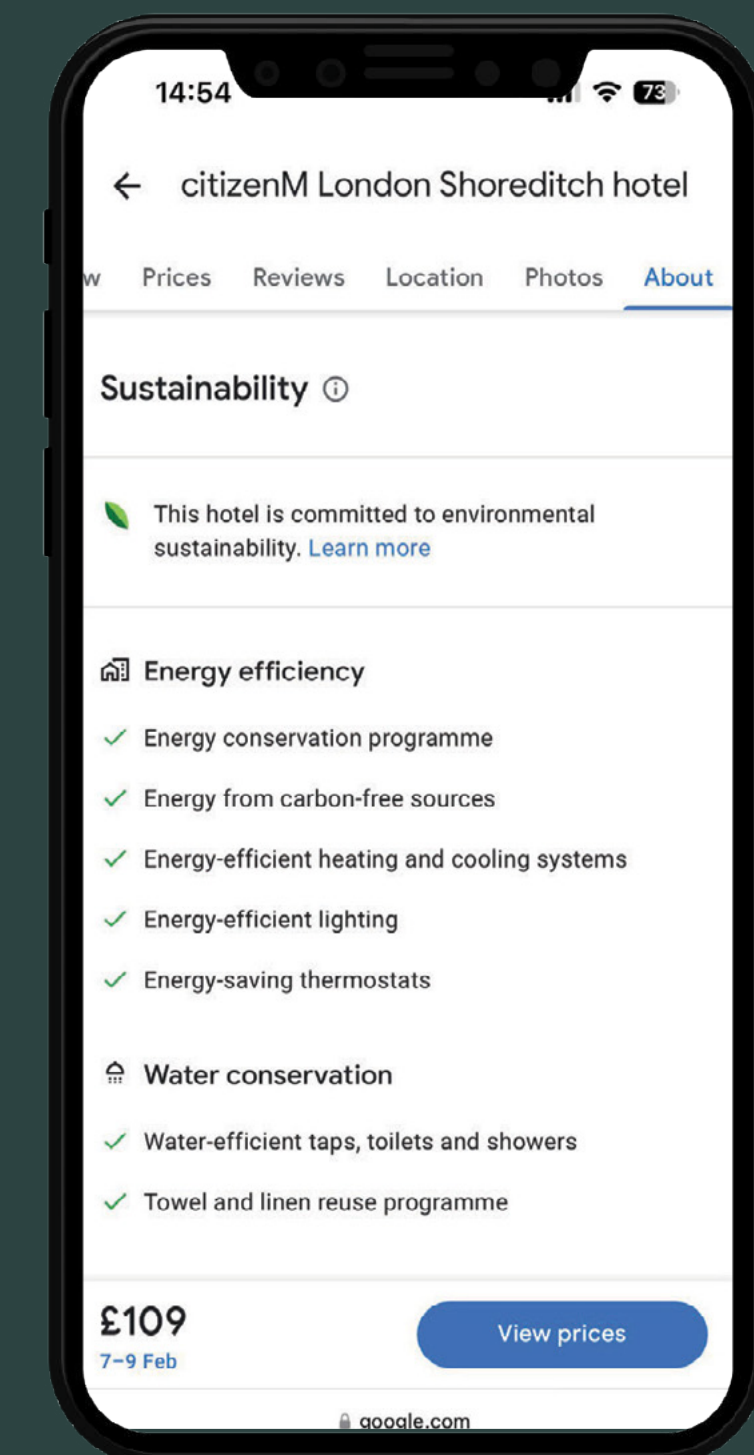 14:54
73
citizenM London Shoreditch hotel
w Prices Reviews Location Photos About
Sustainability
This hotel is committed to environmental
sustainability. Learn more
Energy efficiency
Energy conservation programme
Energy from carbon-free sources
Energy-efficient heating and cooling systems
Energy-efficient lighting
Energy-saving thermostats
Water conservation
Water-efficient taps, toilets and showers
Towel and linen reuse programme
£109
View prices
7–9 Feb
google.com